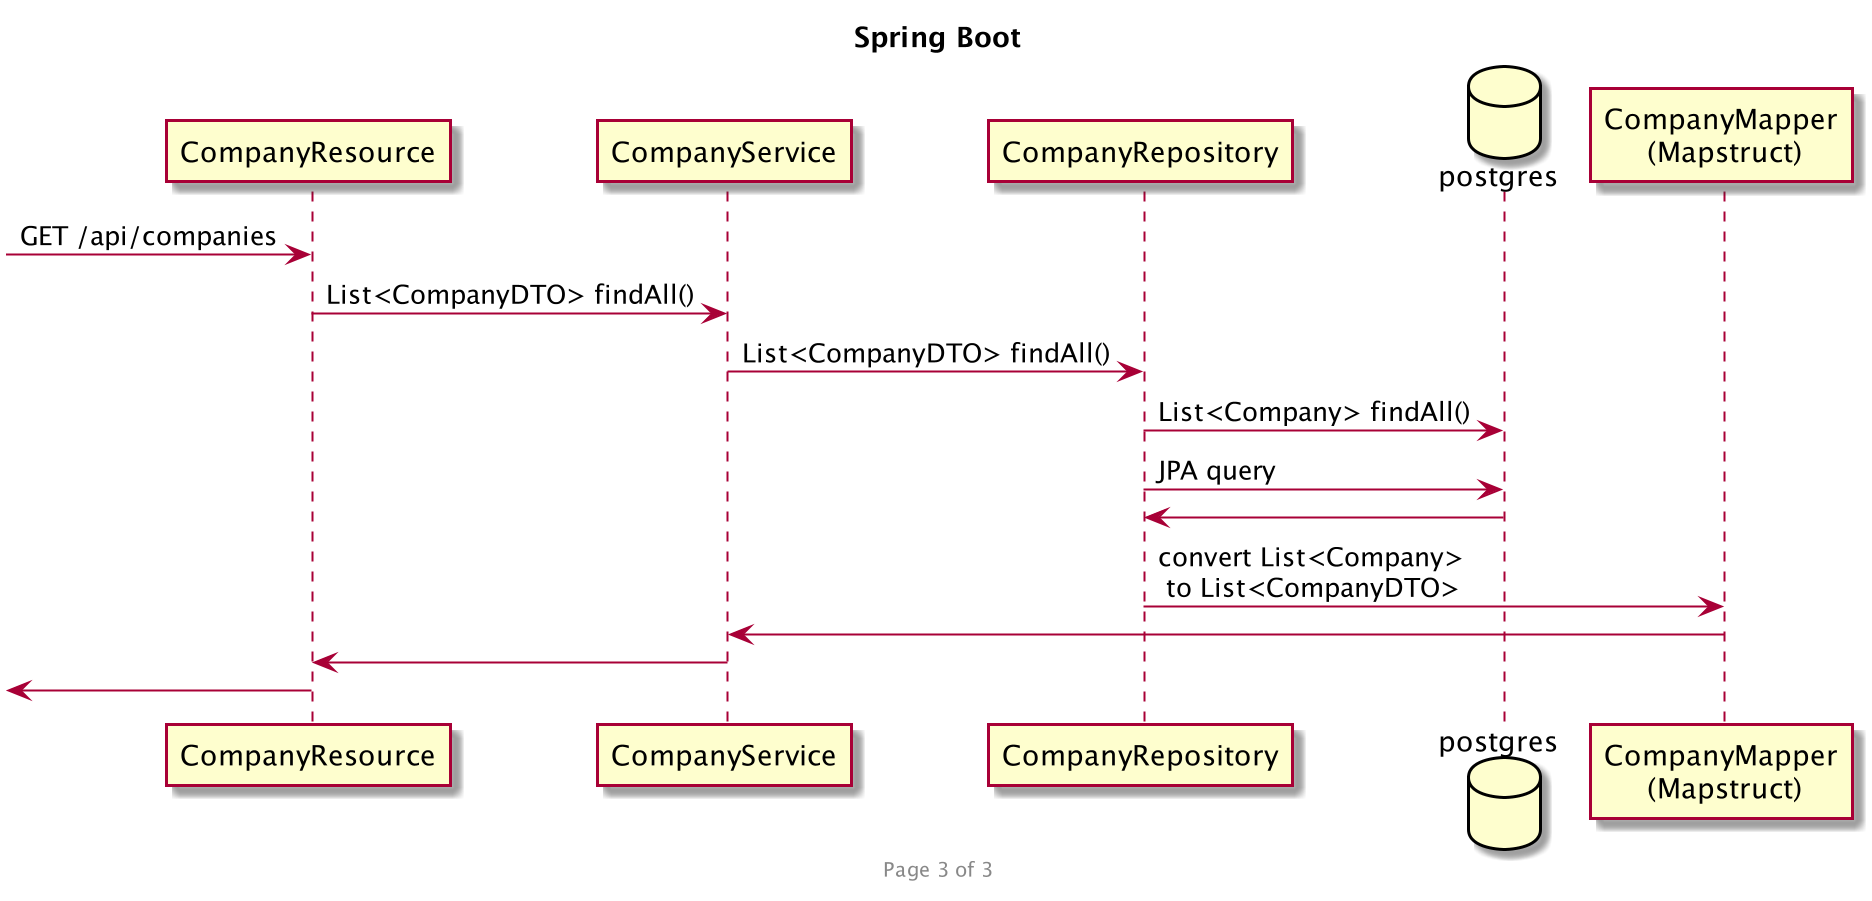 Spring Boot
CompanyResource
CompanyService
CompanyRepository
postgres
CompanyMapper
(Mapstruct)
GET /api/companies
List<CompanyDTO> findAll()
List<CompanyDTO> findAll()
List<Company> findAll()
JPA query
convert List<Company>
to List<CompanyDTO>
CompanyResource
CompanyService
CompanyRepository
postgres
CompanyMapper
(Mapstruct)
Page 3 of 3